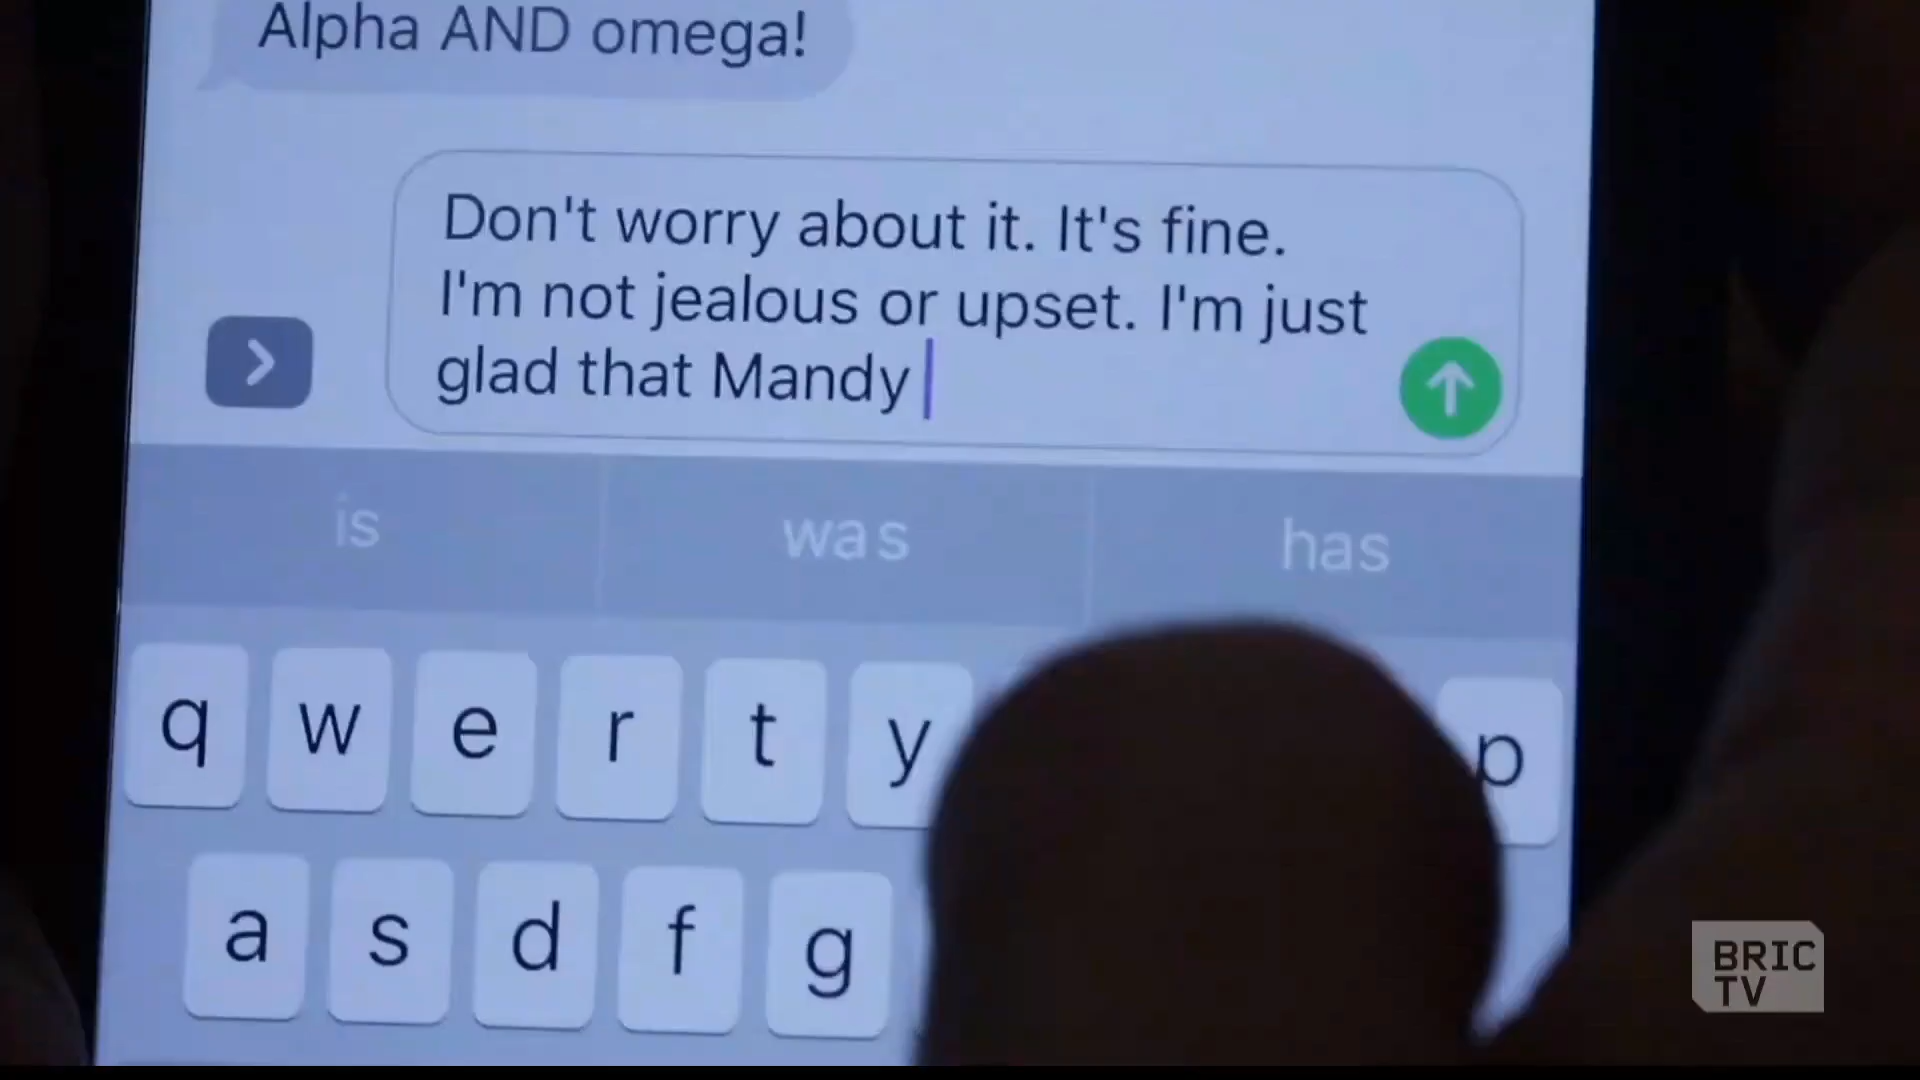 Alpha AND omega!
Don't worry about it. It's fine.
I'm not jealous or upset. I'm just
glad that Mandy
is was has
q w e r t y p
a s d f g
BRIC
TV